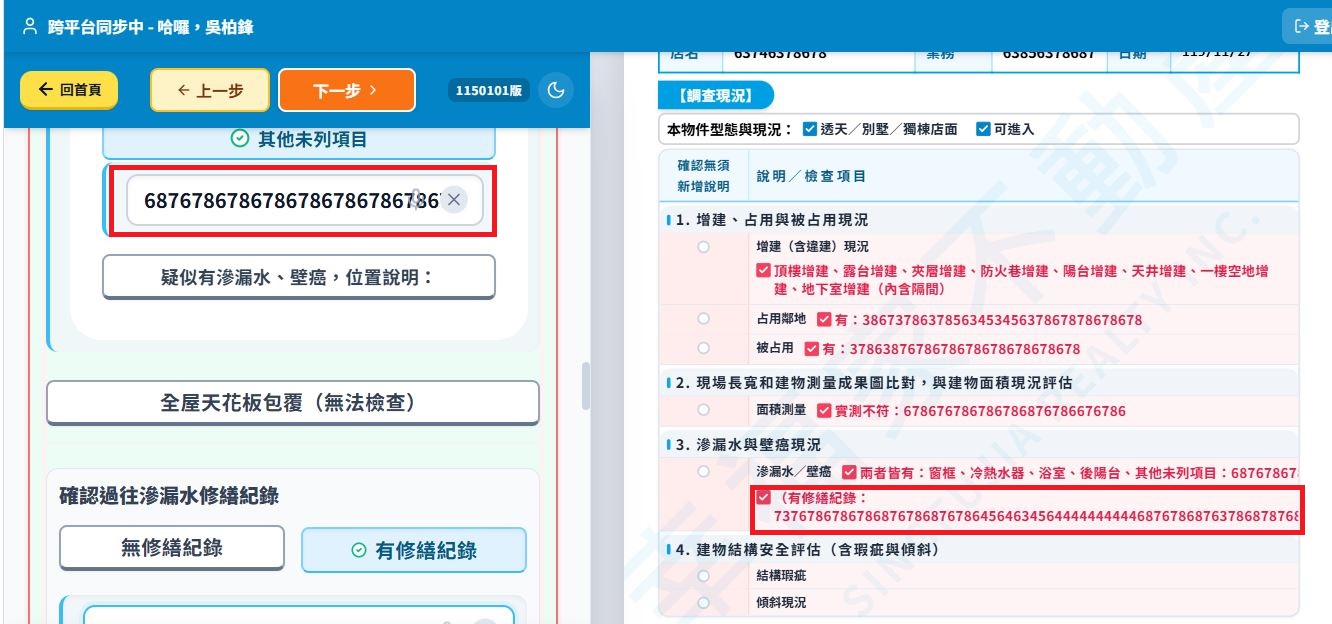 跨平台同步中 - 哈囉，吳柏鋒
回首頁
上一步
下一步
1150101版
其他未列項目
疑似有滲漏水、壁癌，位置說明：
全屋天花板包覆（無法檢查）
確認過往滲漏水修繕紀錄
無修繕紀錄
有修繕紀錄
店名 63746378678 業務 63856378687 日期 115/11/27
【調查現況】
本物件型態與現況： 透天／別墅／獨棟店面 可進入
確認無須
新增說明
說明／檢查項目
1. 增建、占用與被占用現況
增建（含違建）現況
頂樓增建、露台增建、夾層增建、防火巷增建、陽台增建、天井增建、一樓空地增
建、地下室增建（內含隔間）
占用鄰地 有：38673786378563453456378678786786​78
被占用 有：3786387678678678678678678678
2. 現場長寬和建物測量成果圖比對，與建物面積現況評估
面積測量 實測不符：678676786786786876786676786
3. 滲漏水與壁癌現況
滲漏水／壁癌 兩者皆有：窗框、冷熱水器、浴室、後陽台、其他未列項目：68767867
（有修繕紀錄：
4. 建物結構安全評估（含瑕疵與傾斜）
結構瑕疵
傾斜現況